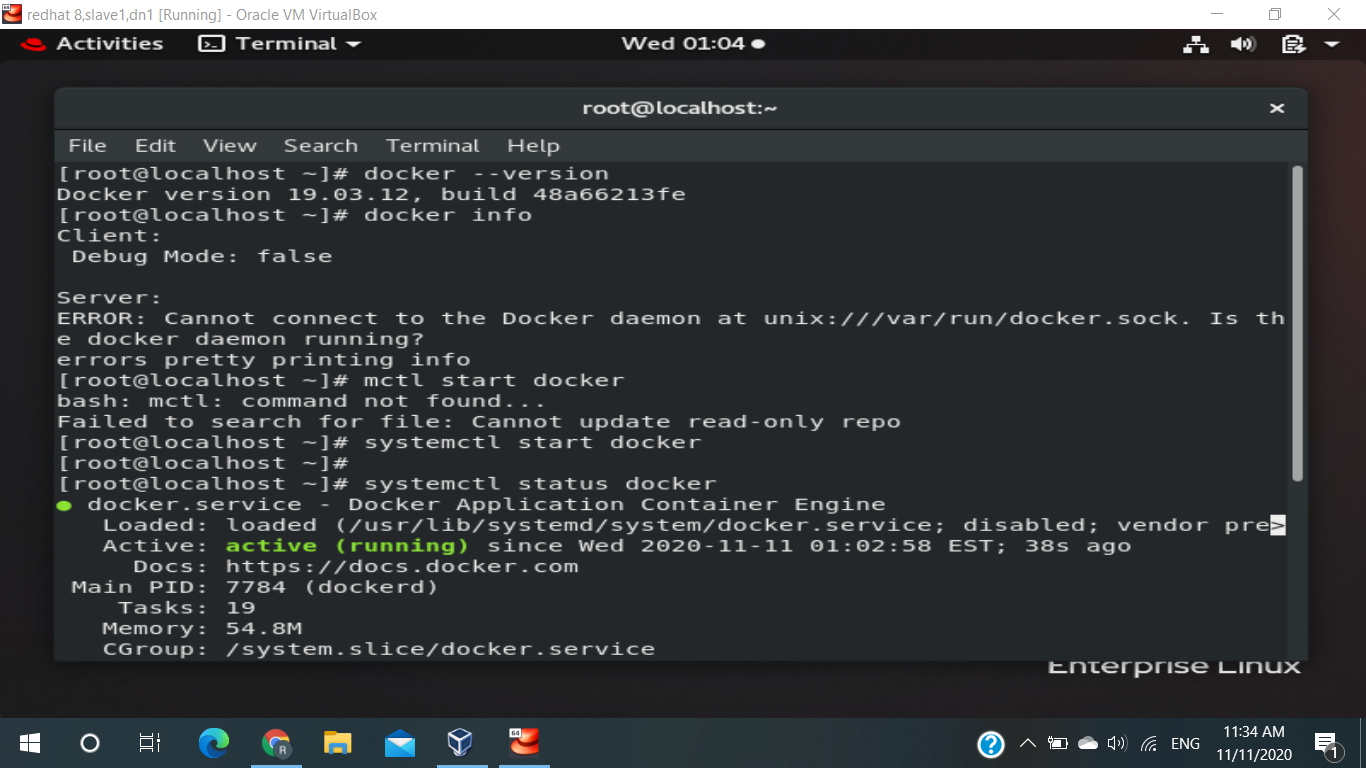 redhat 8,slave1,dn1 [Running] - Oracle VM VirtualBox
Activities Terminal Wed 01:04
root@localhost:~
File Edit View Search Terminal Help
[root@localhost ~]# docker --version
Docker version 19.03.12, build 48a66213fe
[root@localhost ~]# docker info
Client:
 Debug Mode: false
Server:
ERROR: Cannot connect to the Docker daemon at unix:///var/run/docker.sock. Is th
e docker daemon running?
errors pretty printing info
[root@localhost ~]# mctl start docker
bash: mctl: command not found...
Failed to search for file: Cannot update read-only repo
[root@localhost ~]# systemctl start docker
[root@localhost ~]#
[root@localhost ~]# systemctl status docker
● docker.service - Docker Application Container Engine
   Loaded: loaded (/usr/lib/systemd/system/docker.service; disabled; vendor pre>
   Active: active (running) since Wed 2020-11-11 01:02:58 EST; 38s ago
     Docs: https://docs.docker.com
 Main PID: 7784 (dockerd)
    Tasks: 19
   Memory: 54.8M
   CGroup: /system.slice/docker.service
Enterprise Linux
64
R
64
ENG
11:34 AM
11/11/2020
1